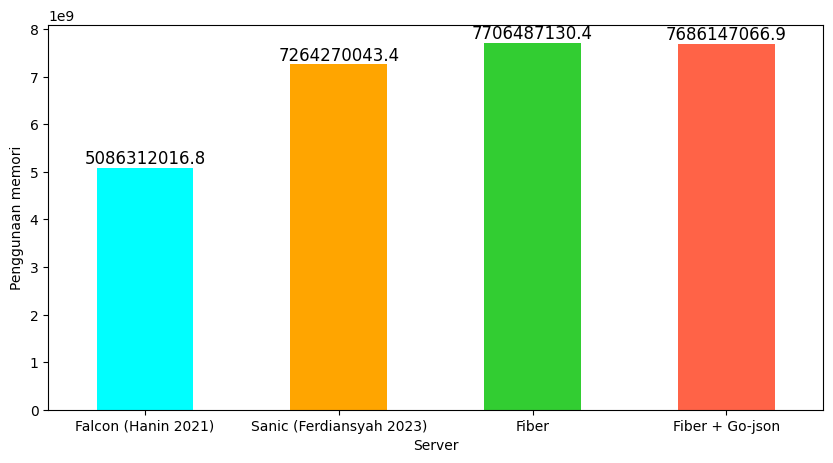 1e9
7706487130.4
7686147066.9
7264270043.4
5086312016.8
8
7
6
5
4
3
2
1
0
Penggunaan memori
Falcon (Hanin 2021)
Sanic (Ferdiansyah 2023)
Fiber
Fiber + Go-json
Server